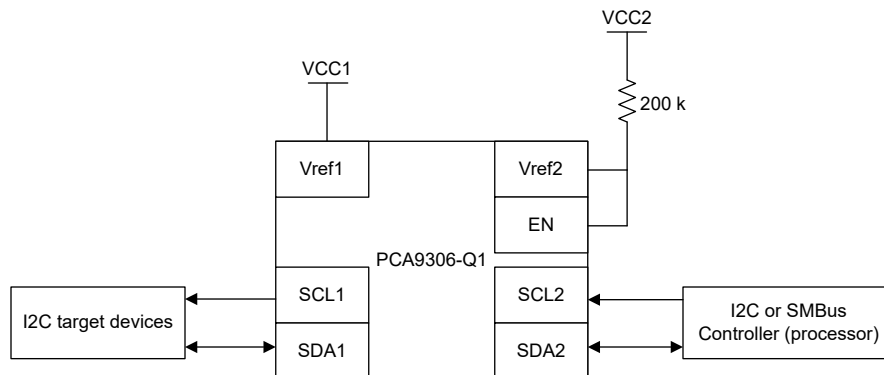 VCC2
VCC1
200 k
Vref1
Vref2
EN
PCA9306-Q1
SCL1
SCL2
I2C target devices
I2C or SMBus
Controller (processor)
SDA1
SDA2